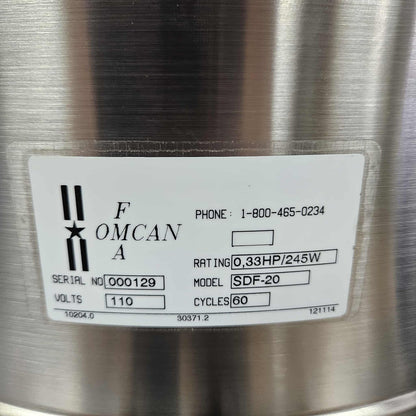 F
OMCAN
A
PHONE: 1-800-465-0234
RATING 0,33HP/245W
SERIAL NO 000129
MODEL SDF-20
VOLTS 110
CYCLES 60
10204.0 30371.2 121114